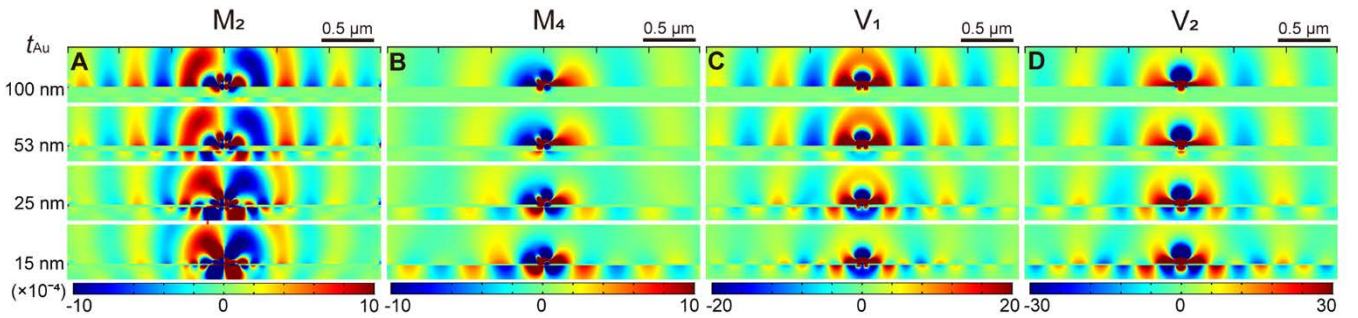 M₂ M₄ V₁ V₂
0.5 µm 0.5 µm 0.5 µm 0.5 µm
tAu
A B C D
100 nm
53 nm
25 nm
15 nm
(×10⁻⁴) -10 0 10 -10 0 10 -20 0 20 -30 0 30